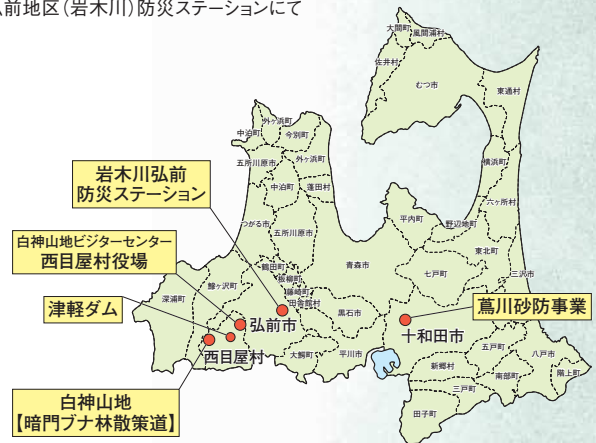 弘前地区(岩木川)防災ステーションにて
大間町
風間浦村
佐井村
むつ市
東通村
外ヶ浜町
中泊町
今別町
五所川原市
外ヶ浜町
中泊町
蓬田村
横浜町
六ヶ所村
岩木川弘前
防災ステーション
つがる市
五所川原市
平内町
野辺地町
東北町
白神山地ビジターセンター
西目屋村役場
鶴田町
板柳町
青森市
七戸町
三沢市
深浦町
鰺ヶ沢町
藤崎町
田舎館村
津軽ダム
弘前市
黒石市
蔦川砂防事業
十和田市
西目屋村
大鰐町
平川市
五戸町
八戸市
新郷村
南部町
階上町
三戸町
白神山地
【暗門ブナ林散策道】
田子町